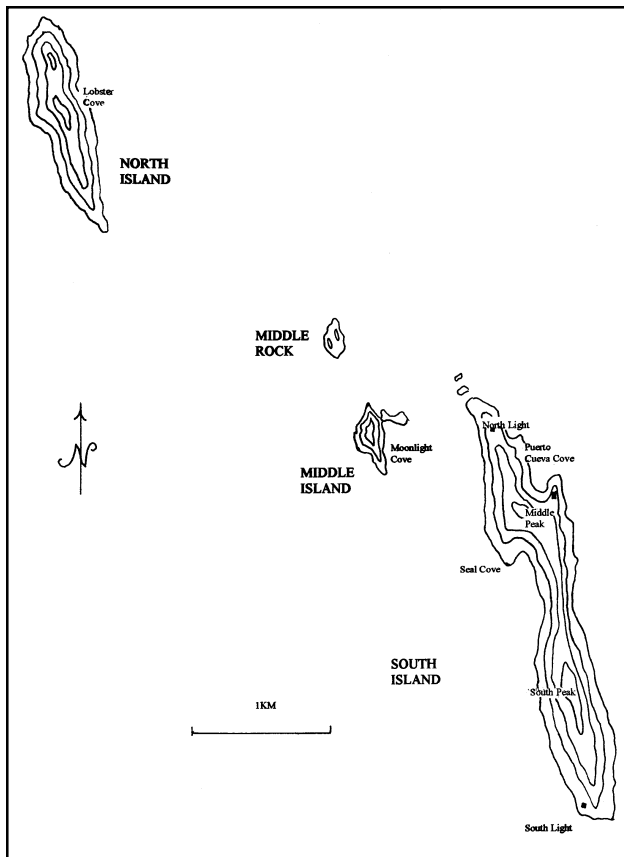 Lobster
Cove
NORTH
ISLAND
MIDDLE
ROCK
N
North Light
Puerto
Cueva Cove
Moonlight
Cove
MIDDLE
ISLAND
Middle
Peak
Seal Cove
SOUTH
ISLAND
South Peak
1KM
South Light